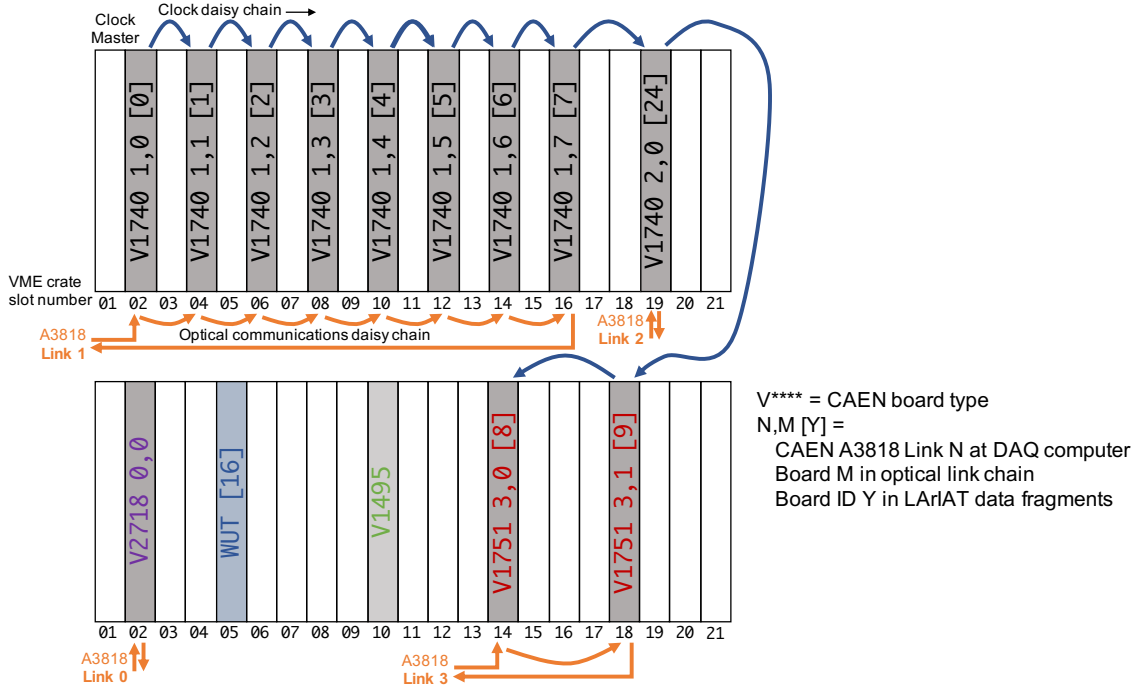 Clock
Master
Clock daisy chain
V1740 1,0 [0]
V1740 1,1 [1]
V1740 1,2 [2]
V1740 1,3 [3]
V1740 1,4 [4]
V1740 1,5 [5]
V1740 1,6 [6]
V1740 1,7 [7]
V1740 2,0 [24]
VME crate
slot number
01 02 03 04 05 06 07 08 09 10 11 12 13 14 15 16 17 18 19 20 21
A3818
Link 1
Optical communications daisy chain
A3818
Link 2
V2718 0,0
WUT [16]
V1495
V1751 3,0 [8]
V1751 3,1 [9]
01 02 03 04 05 06 07 08 09 10 11 12 13 14 15 16 17 18 19 20 21
A3818
Link 0
A3818
Link 3
V**** = CAEN board type
N,M [Y] =
CAEN A3818 Link N at DAQ computer
Board M in optical link chain
Board ID Y in LArIAT data fragments